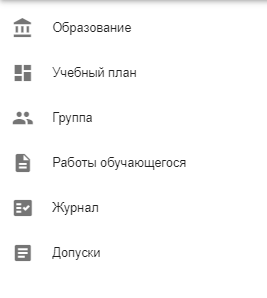 Образование
Учебный план
Группа
Работы обучающегося
Журнал
Допуски